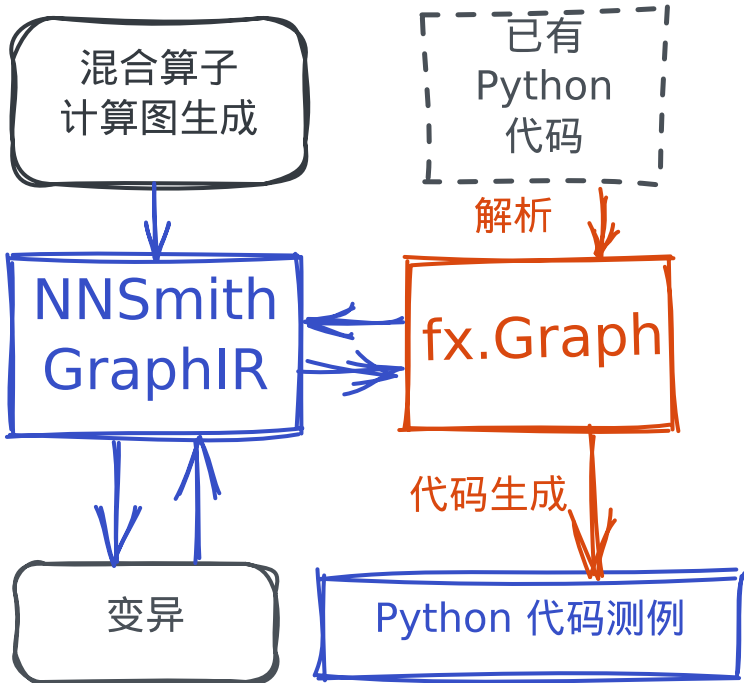 混合算子
计算图生成
已有
Python
代码
解析
NNSmith
GraphIR
fx.Graph
代码生成
变异
Python 代码测例